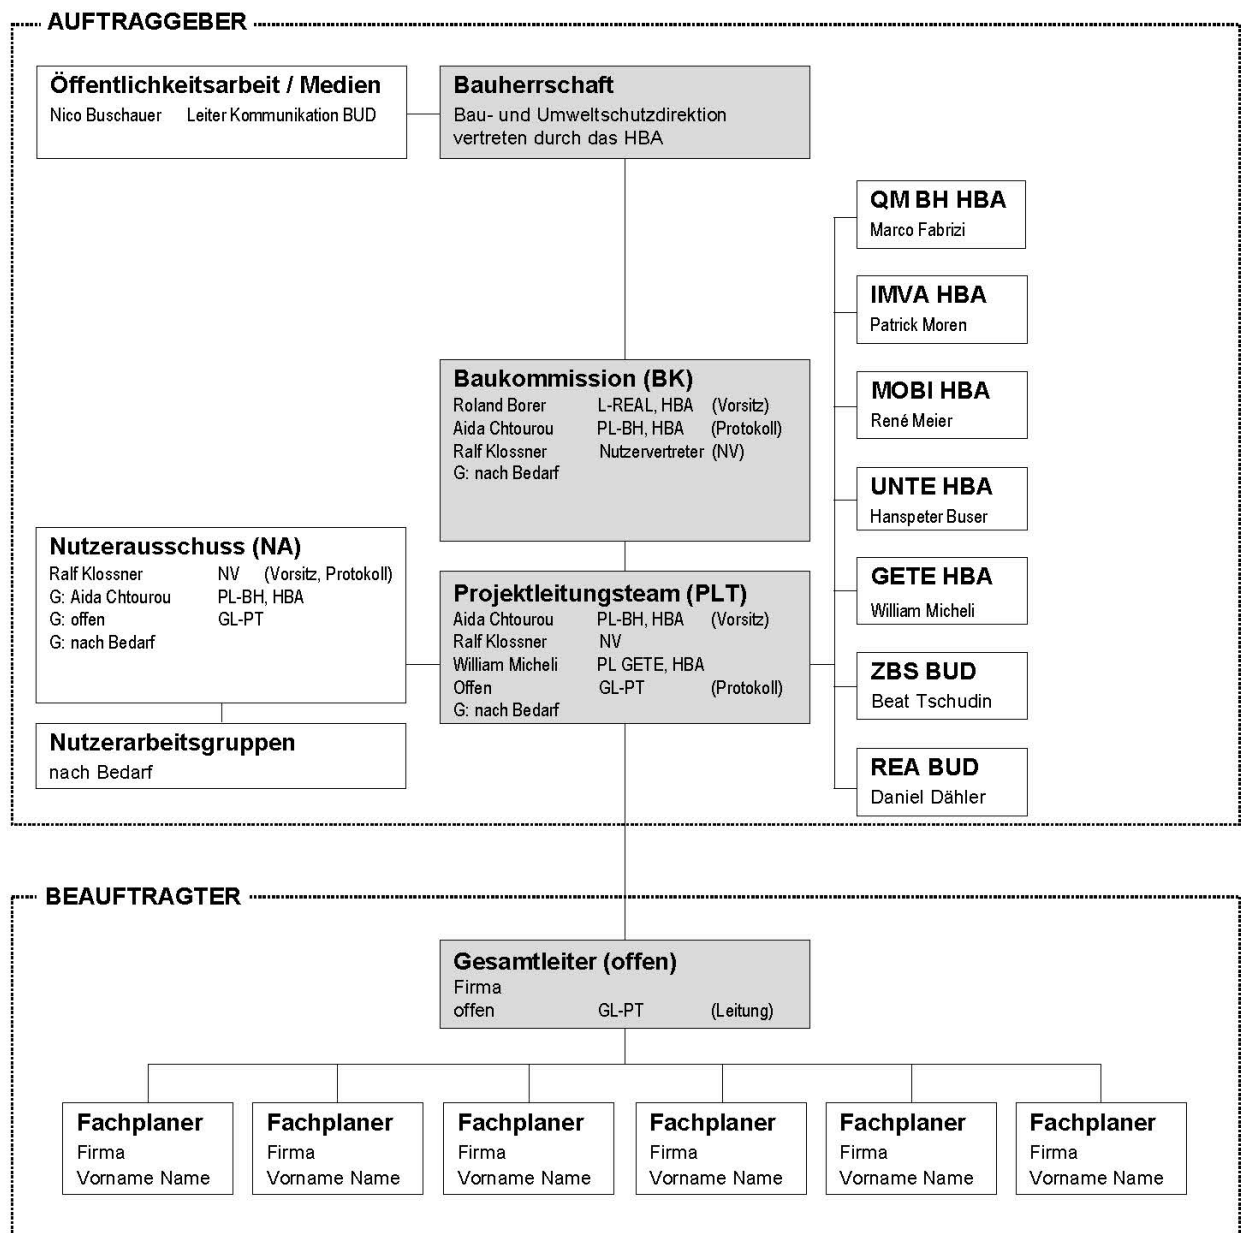 AUFTRAGGEBER
Öffentlichkeitsarbeit / Medien
Nico Buschauer Leiter Kommunikation BUD
Bauherrschaft
Bau- und Umweltschutzdirektion
vertreten durch das HBA
QM BH HBA
Marco Fabrizi
IMVA HBA
Patrick Moren
MOBI HBA
René Meier
UNTE HBA
Hanspeter Buser
GETE HBA
William Micheli
ZBS BUD
Beat Tschudin
REA BUD
Daniel Dähler
Baukommission (BK)
Roland Borer L-REAL, HBA (Vorsitz)
Aida Chtourou PL-BH, HBA (Protokoll)
Ralf Klossner Nutzervertreter (NV)
G: nach Bedarf
Nutzerausschuss (NA)
Ralf Klossner NV (Vorsitz, Protokoll)
G: Aida Chtourou PL-BH, HBA
G: offen GL-PT
G: nach Bedarf
Projektleitungsteam (PLT)
Aida Chtourou PL-BH, HBA (Vorsitz)
Ralf Klossner NV
William Micheli PL GETE, HBA
Offen GL-PT (Protokoll)
G: nach Bedarf
Nutzerarbeitsgruppen
nach Bedarf
BEAUFTRAGTER
Gesamtleiter (offen)
Firma
offen GL-PT (Leitung)
Fachplaner
Firma
Vorname Name
Fachplaner
Firma
Vorname Name
Fachplaner
Firma
Vorname Name
Fachplaner
Firma
Vorname Name
Fachplaner
Firma
Vorname Name
Fachplaner
Firma
Vorname Name